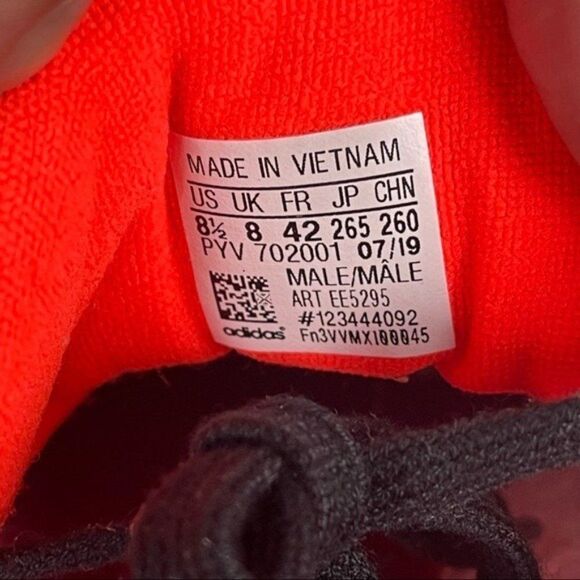 MADE IN VIETNAM
US UK FR JP CHN
8½ 8 42 265 260
PYV 702001 07/19
MALE/MÂLE
ART EE5295
#123444092
adidas® Fn3VVMX100045